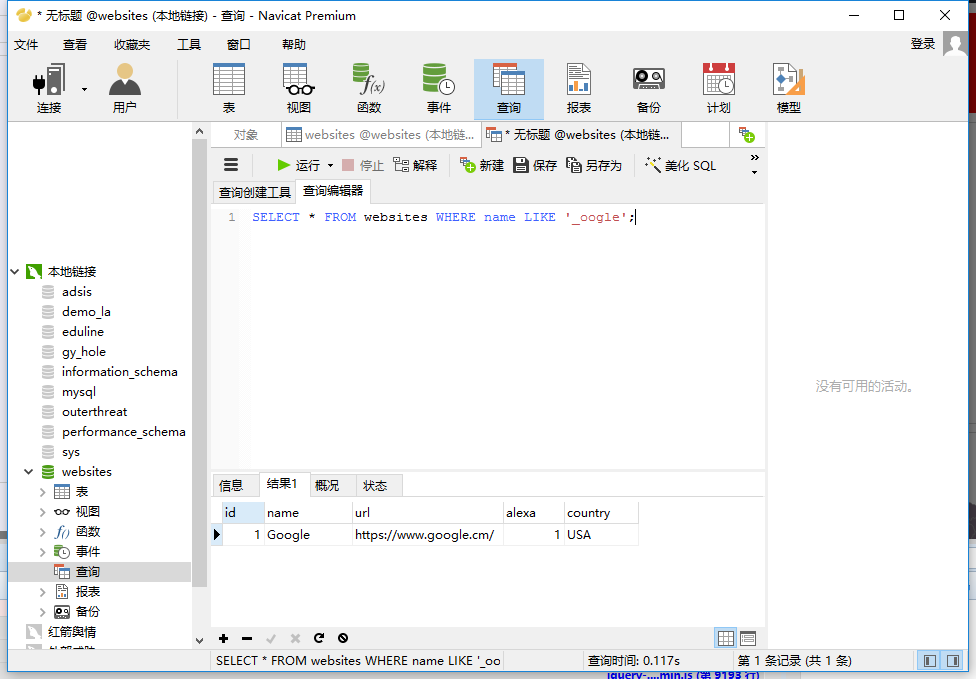 * 无标题 @websites (本地链接) - 查询 - Navicat Premium
文件 查看 收藏夹 工具 窗口 帮助 登录
连接 用户 表 视图 函数 事件 查询 报表 备份 计划 模型
对象 websites @websites (本地链... * 无标题 @websites (本地链...
运行 停止 解释 新建 保存 另存为 美化 SQL
查询创建工具 查询编辑器
1 SELECT * FROM websites WHERE name LIKE '_oogle';
本地链接
adsis
demo_la
eduline
gy_hole
information_schema
mysql
outerthreat
performance_schema
sys
websites
表
视图
函数
事件
查询
报表
备份
红箭舆情
没有可用的活动。
信息 结果1 概况 状态
id name url alexa country
1 Google https://www.google.cm/ 1 USA
SELECT * FROM websites WHERE name LIKE '_oo 查询时间: 0.117s 第 1 条记录 (共 1 条)
jquery-....min.js (第 9193 行)